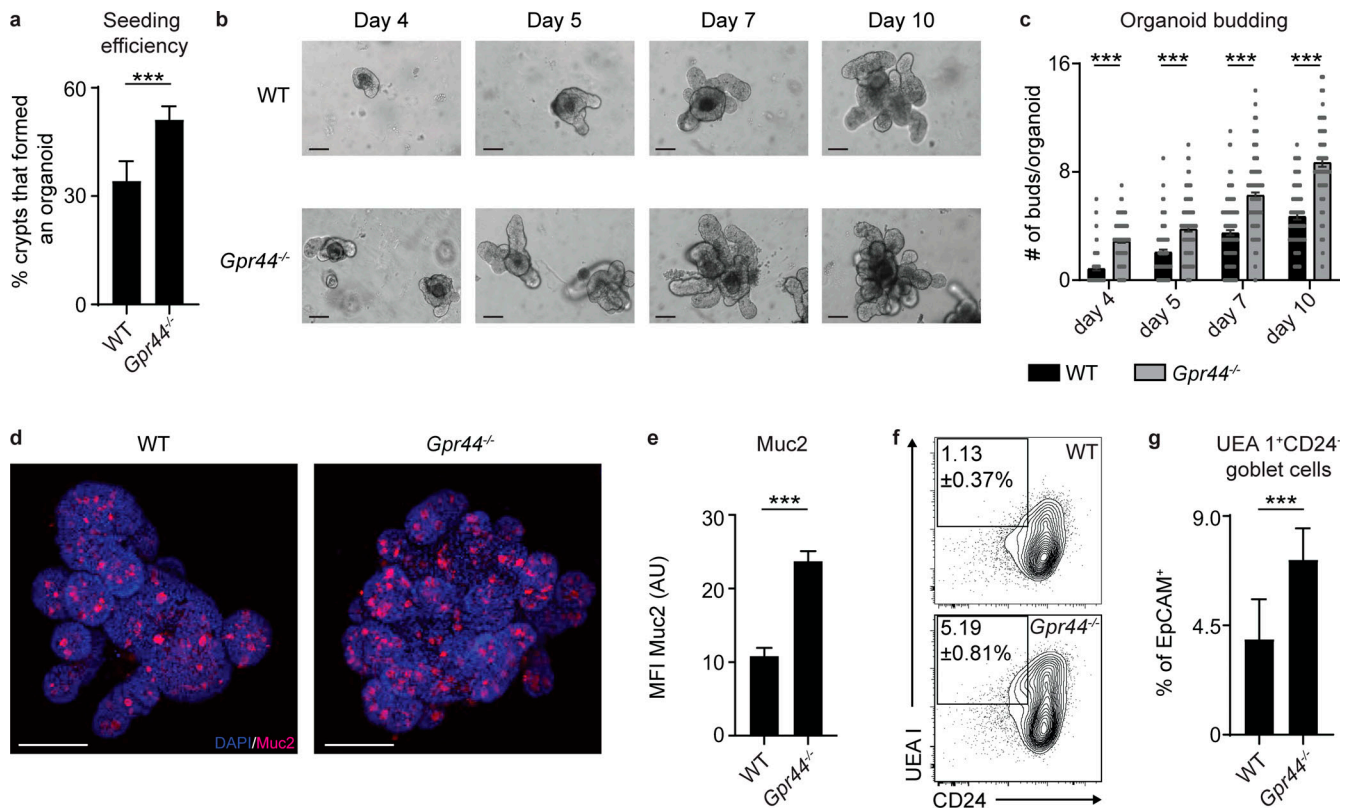 a
Seeding
efficiency
***
% crypts that formed
an organoid
60
30
0
WT
Gpr44-/-
b
Day 4
Day 5
Day 7
Day 10
WT
Gpr44-/-
c
Organoid budding
***
***
***
***
# of buds/organoid
16
8
0
day 4
day 5
day 7
day 10
WT
Gpr44-/-
d
WT
Gpr44-/-
DAPI/Muc2
e
Muc2
***
MFI Muc2 (AU)
30
20
10
0
WT
Gpr44-/-
f
WT
1.13
±0.37%
Gpr44-/-
5.19
±0.81%
UEA I
CD24
g
UEA 1+CD24-
goblet cells
***
% of EpCAM+
9.0
4.5
0
WT
Gpr44-/-